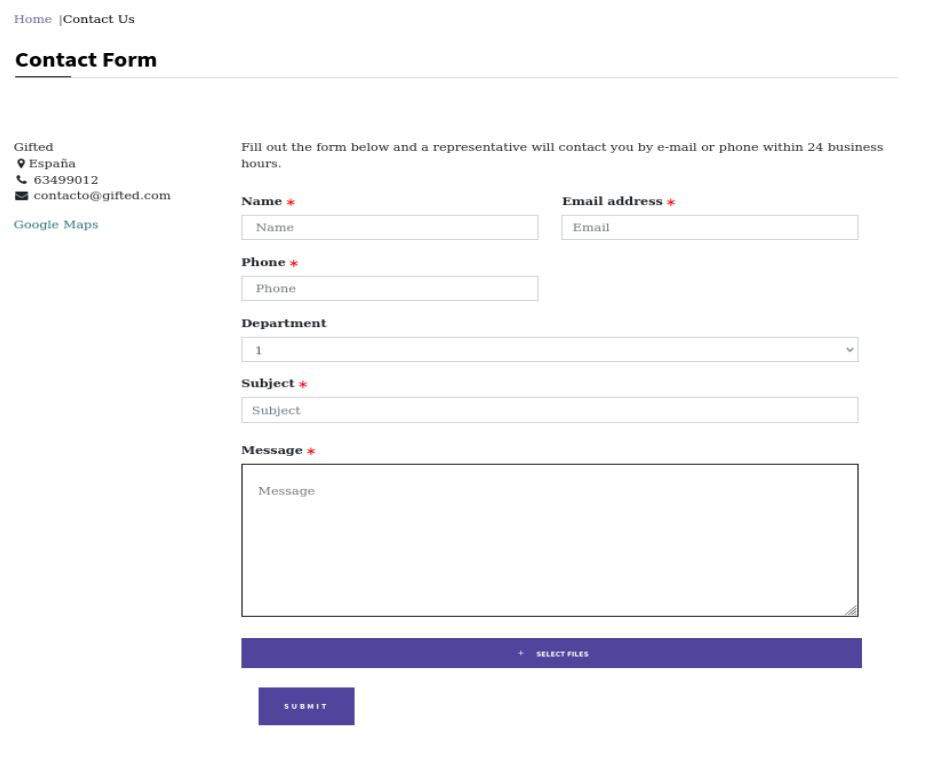 Home |Contact Us
Contact Form
Gifted
España
63499012
contacto@gifted.com
Google Maps
Fill out the form below and a representative will contact you by e-mail or phone within 24 business
hours.
Name * Email address *
Name Email
Phone *
Phone
Department
1
Subject *
Subject
Message *
Message
+ SELECT FILES
SUBMIT